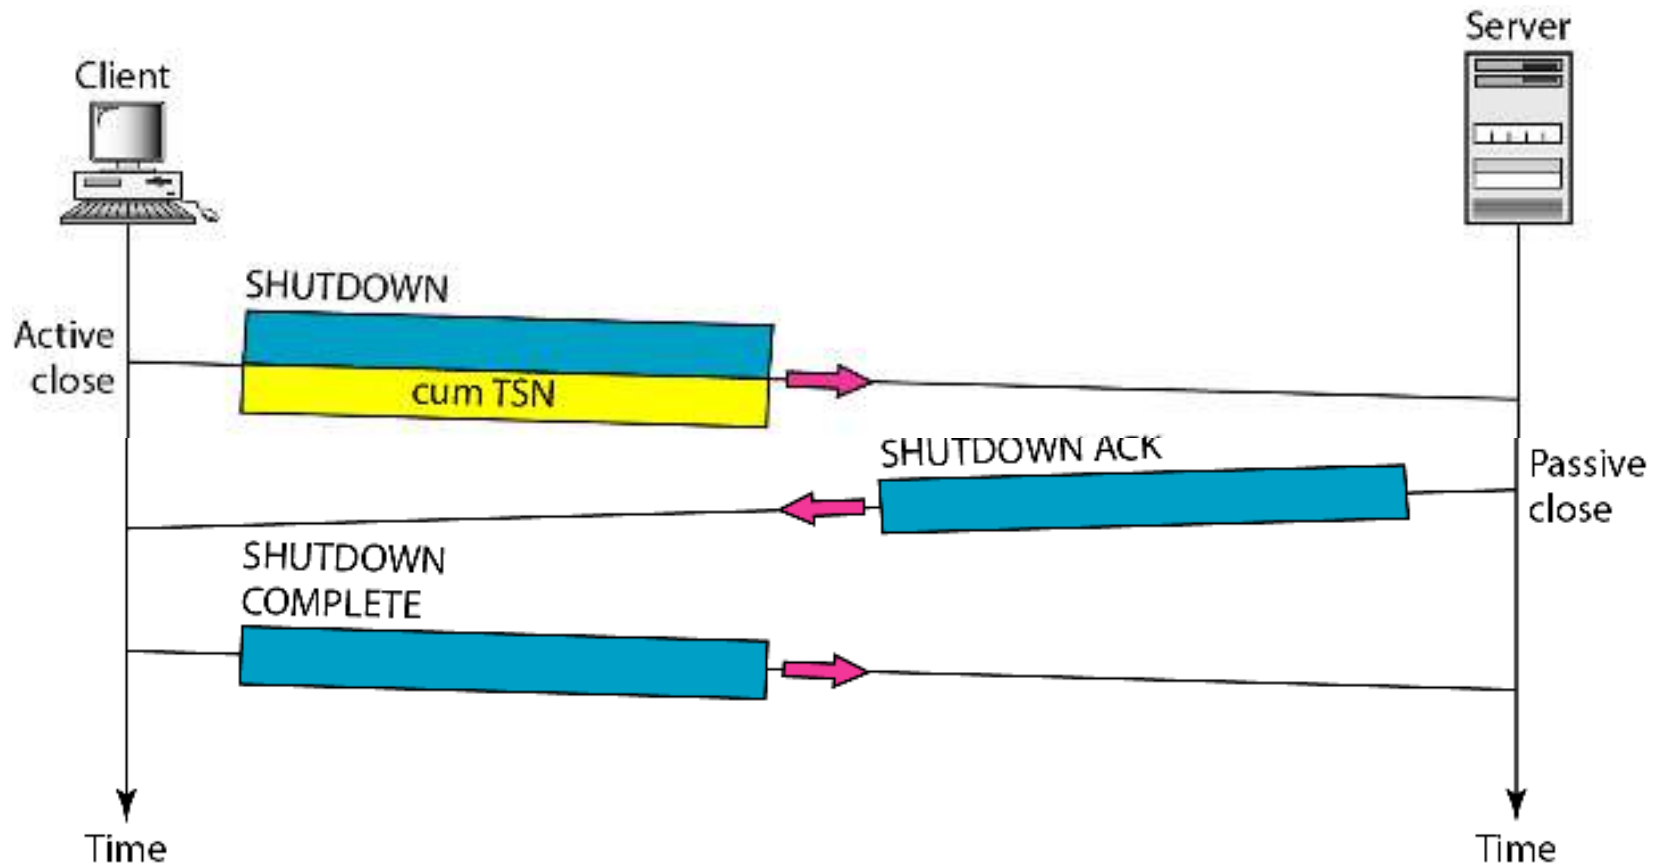 Server
Client
SHUTDOWN
Active
close
cum TSN
SHUTDOWN ACK
Passive
close
SHUTDOWN
COMPLETE
Time
Time